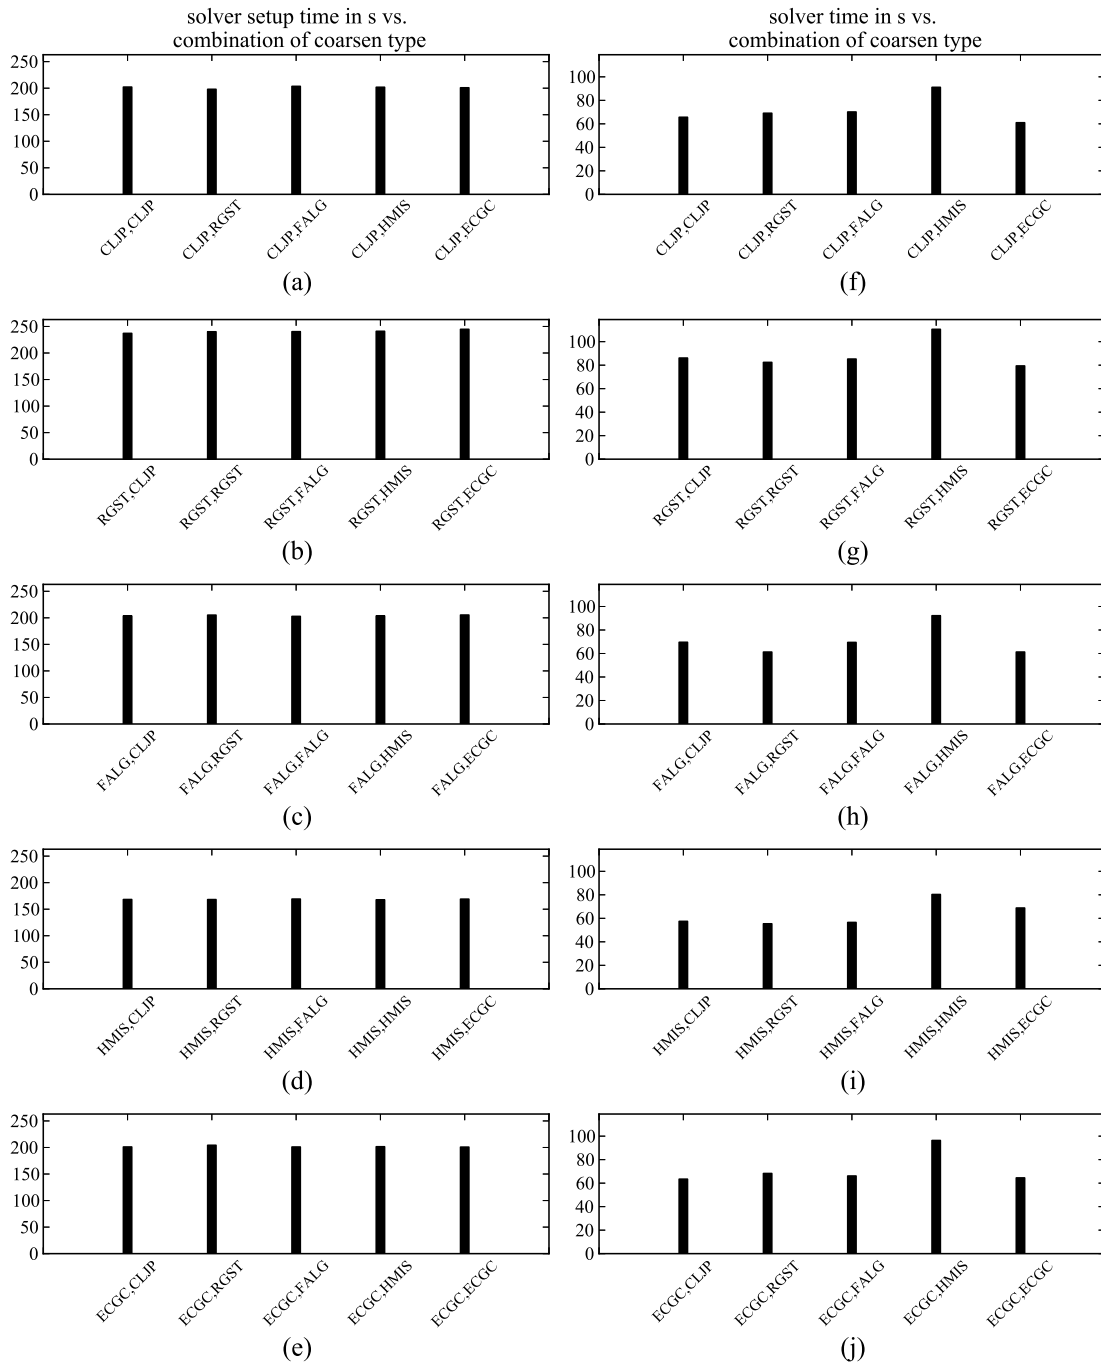 solver setup time in s vs.
combination of coarsen type
250
200
150
100
50
0
CLJP,CLJP
CLJP,RGST
CLJP,FALG
CLJP,HMIS
CLJP,ECGC
(a)
solver time in s vs.
combination of coarsen type
100
80
60
40
20
0
CLJP,CLJP
CLJP,RGST
CLJP,FALG
CLJP,HMIS
CLJP,ECGC
(f)
250
200
150
100
50
0
RGST,CLJP
RGST,RGST
RGST,FALG
RGST,HMIS
RGST,ECGC
(b)
100
80
60
40
20
0
RGST,CLJP
RGST,RGST
RGST,FALG
RGST,HMIS
RGST,ECGC
(g)
250
200
150
100
50
0
FALG,CLJP
FALG,RGST
FALG,FALG
FALG,HMIS
FALG,ECGC
(c)
100
80
60
40
20
0
FALG,CLJP
FALG,RGST
FALG,FALG
FALG,HMIS
FALG,ECGC
(h)
250
200
150
100
50
0
HMIS,CLJP
HMIS,RGST
HMIS,FALG
HMIS,HMIS
HMIS,ECGC
(d)
100
80
60
40
20
0
HMIS,CLJP
HMIS,RGST
HMIS,FALG
HMIS,HMIS
HMIS,ECGC
(i)
250
200
150
100
50
0
ECGC,CLJP
ECGC,RGST
ECGC,FALG
ECGC,HMIS
ECGC,ECGC
(e)
100
80
60
40
20
0
ECGC,CLJP
ECGC,RGST
ECGC,FALG
ECGC,HMIS
ECGC,ECGC
(j)